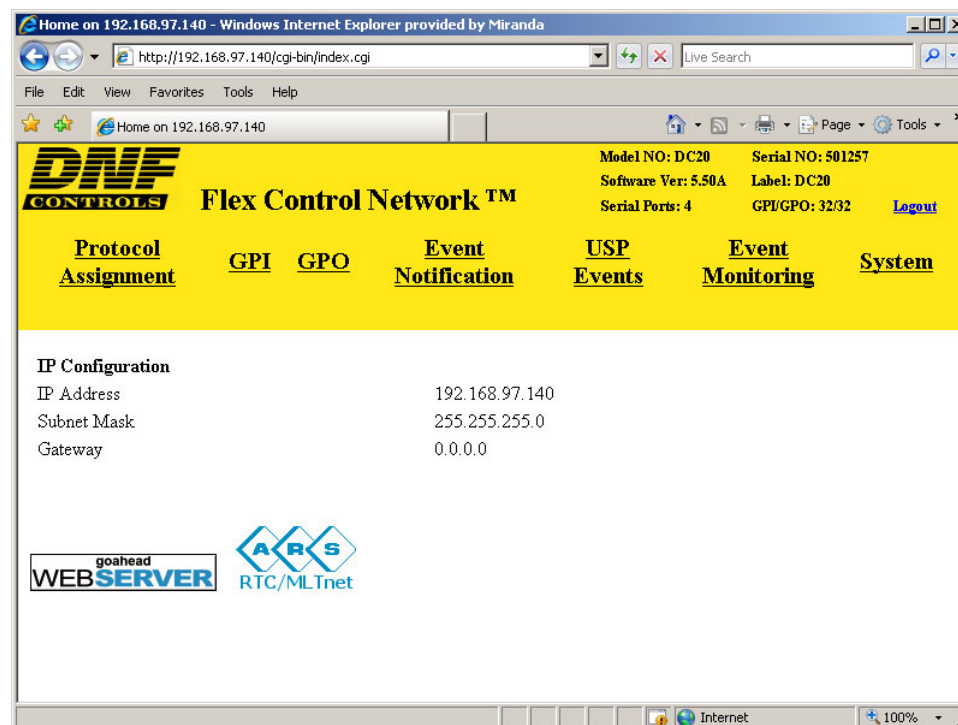 Home on 192.168.97.140 - Windows Internet Explorer provided by Miranda
http://192.168.97.140/cgi-bin/index.cgi
Live Search
File Edit View Favorites Tools Help
Home on 192.168.97.140
Page Tools
DNF
CONTROLS
Flex Control Network ™
Model NO: DC20 Serial NO: 501257
Software Ver: 5.50A Label: DC20
Serial Ports: 4 GPI/GPO: 32/32 Logout
Protocol Assignment
GPI
GPO
Event Notification
USP Events
Event Monitoring
System
IP Configuration
IP Address 192.168.97.140
Subnet Mask 255.255.255.0
Gateway 0.0.0.0
goahead
WEBSERVER
ARS
RTC/MLTnet
Internet 100%